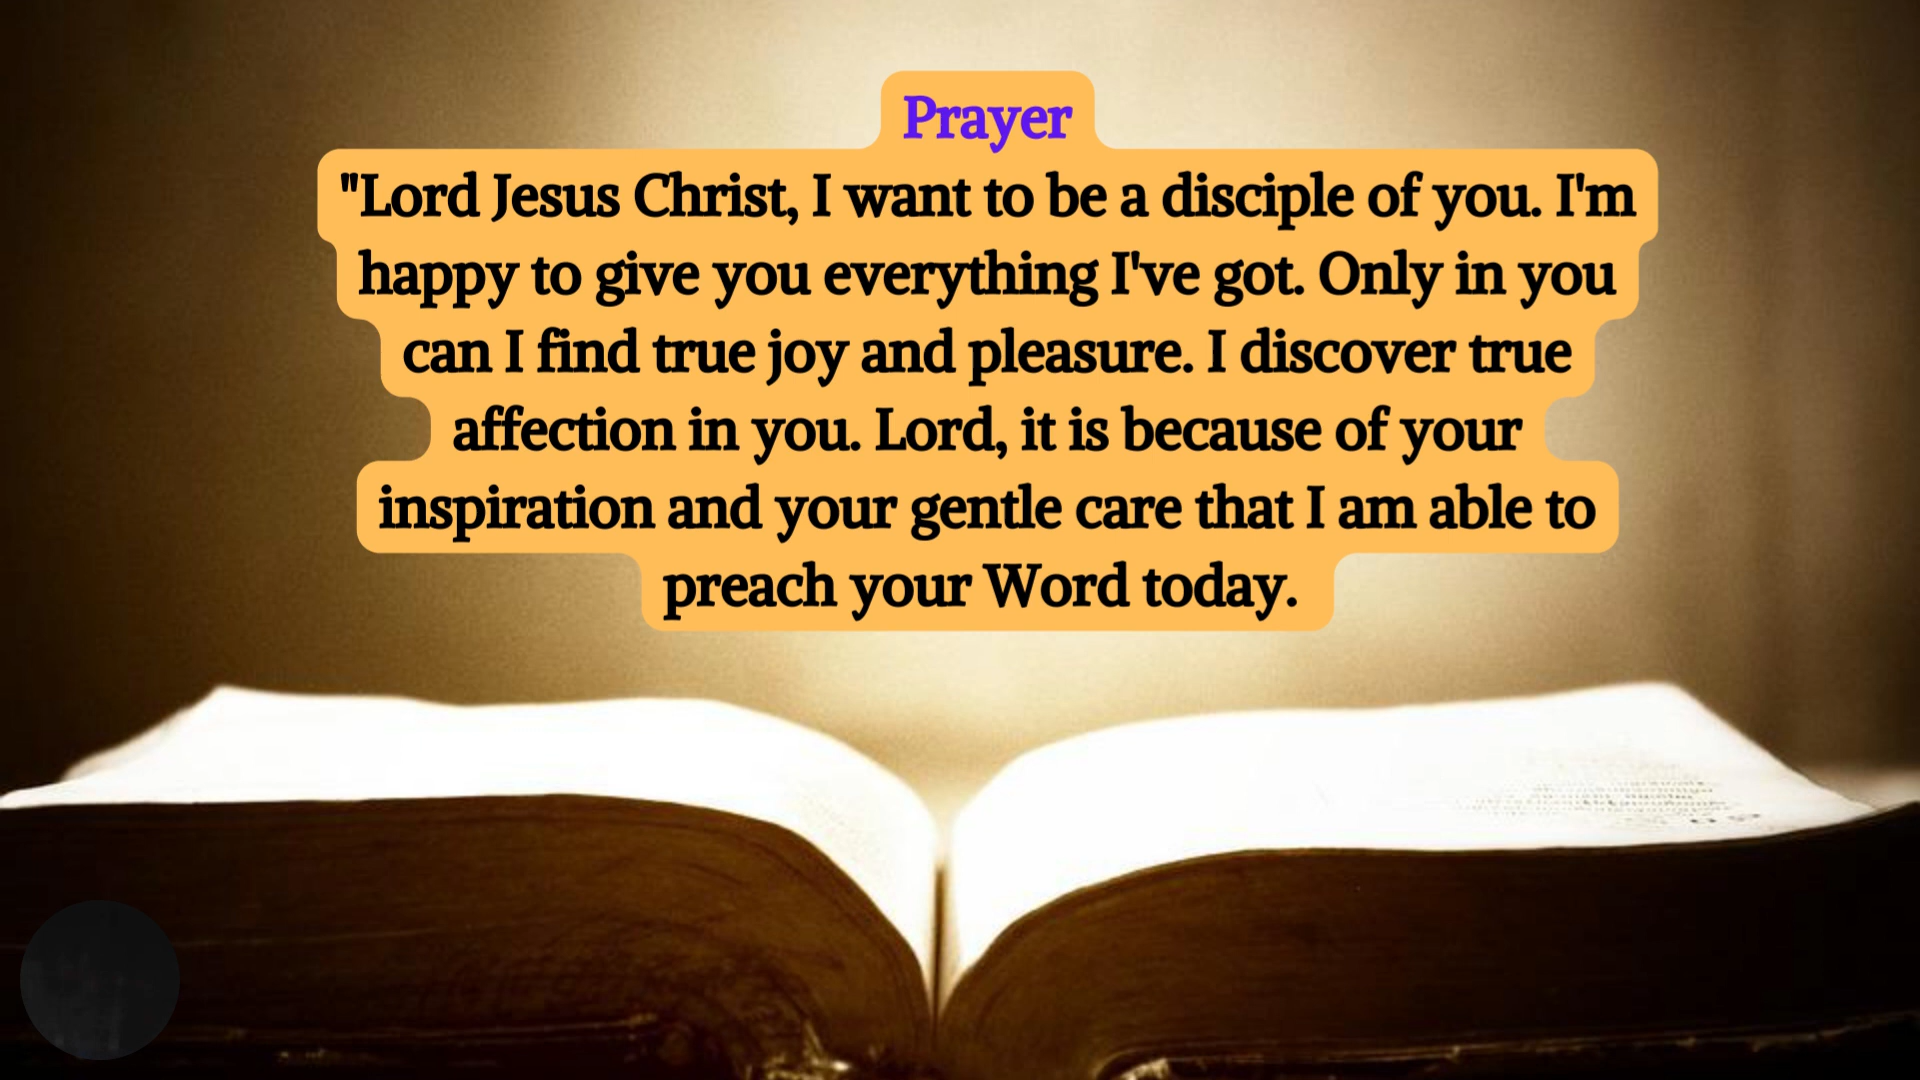 Prayer
"Lord Jesus Christ, I want to be a disciple of you. I'm
happy to give you everything I've got. Only in you
can I find true joy and pleasure. I discover true
affection in you. Lord, it is because of your
inspiration and your gentle care that I am able to
preach your Word today.